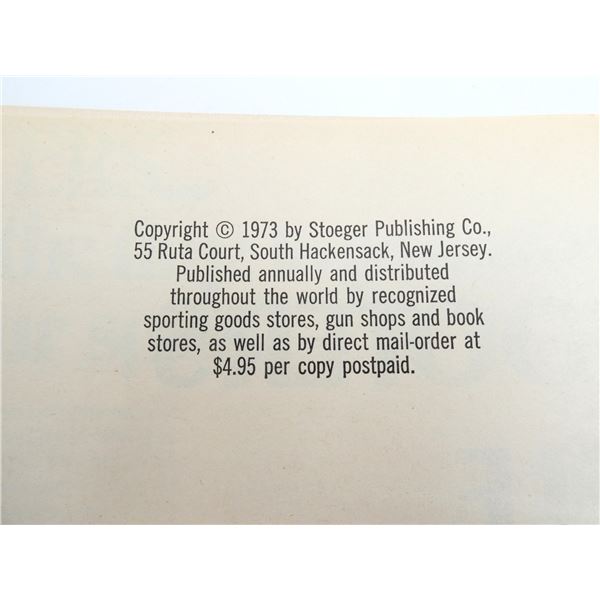 Copyright © 1973 by Stoeger Publishing Co.,
55 Ruta Court, South Hackensack, New Jersey.
Published annually and distributed
throughout the world by recognized
sporting goods stores, gun shops and book
stores, as well as by direct mail-order at
$4.95 per copy postpaid.